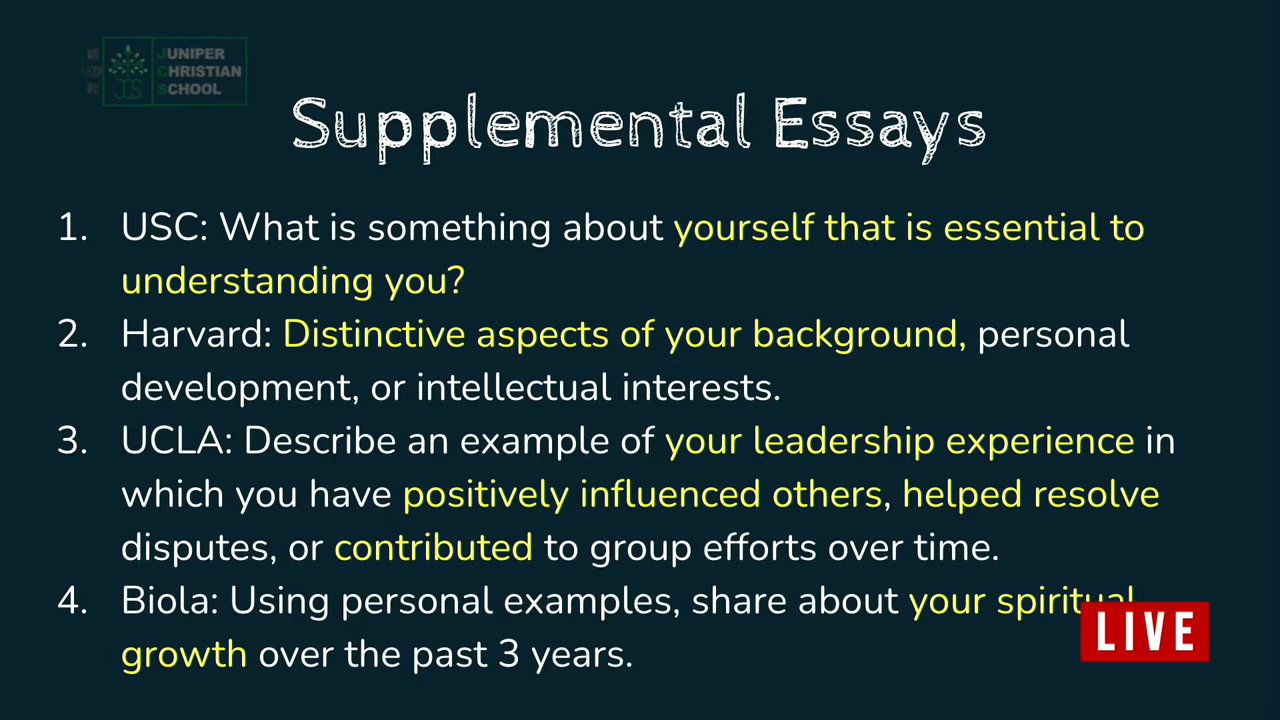 JUNIPER
CHRISTIAN
SCHOOL
JCS
Supplemental Essays
1. USC: What is something about yourself that is essential to
understanding you?
2. Harvard: Distinctive aspects of your background, personal
development, or intellectual interests.
3. UCLA: Describe an example of your leadership experience in
which you have positively influenced others, helped resolve
disputes, or contributed to group efforts over time.
4. Biola: Using personal examples, share about your spiritual
growth over the past 3 years.
LIVE